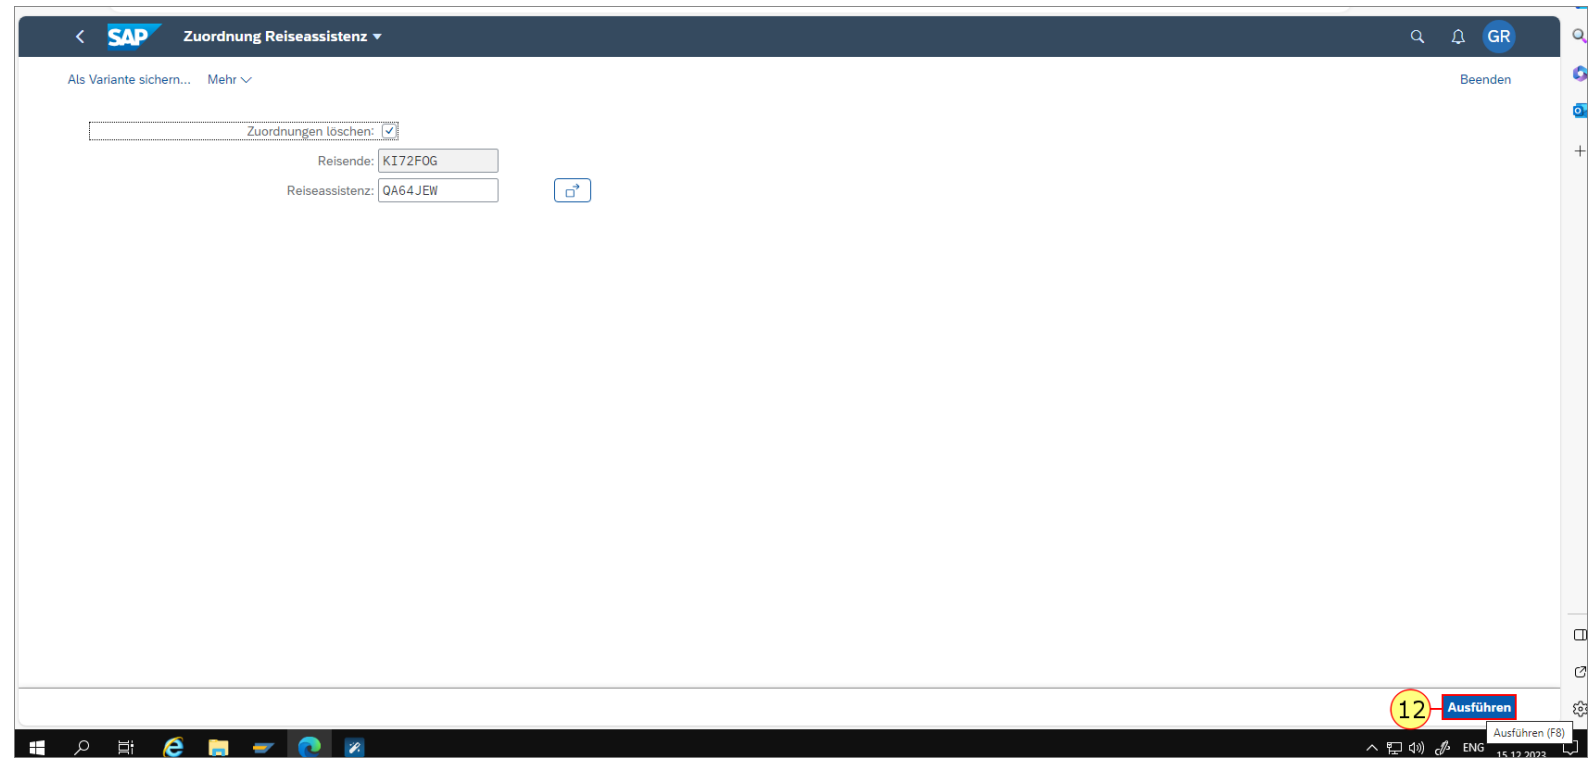 SAP Zuordnung Reiseassistenz GR
Als Variante sichern... Mehr Beenden
Zuordnungen löschen:
Reisende: KI72FOG
Reiseassistenz: QA64JEW
12 Ausführen
Ausführen (F8)
ENG
15.12.2023